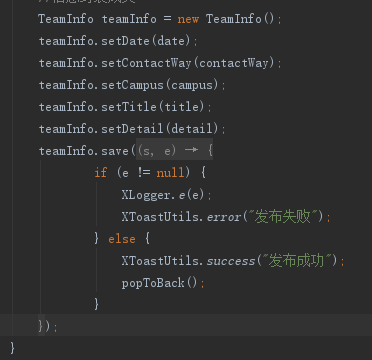 TeamInfo teamInfo = new TeamInfo();
teamInfo.setDate(date);
teamInfo.setContactWay(contactWay);
teamInfo.setCampus(campus);
teamInfo.setTitle(title);
teamInfo.setDetail(detail);
teamInfo.save((s, e) → {
if (e != null) {
XLogger.e(e);
XToastUtils.error("发布失败");
} else {
XToastUtils.success("发布成功");
popToBack();
}
});
}